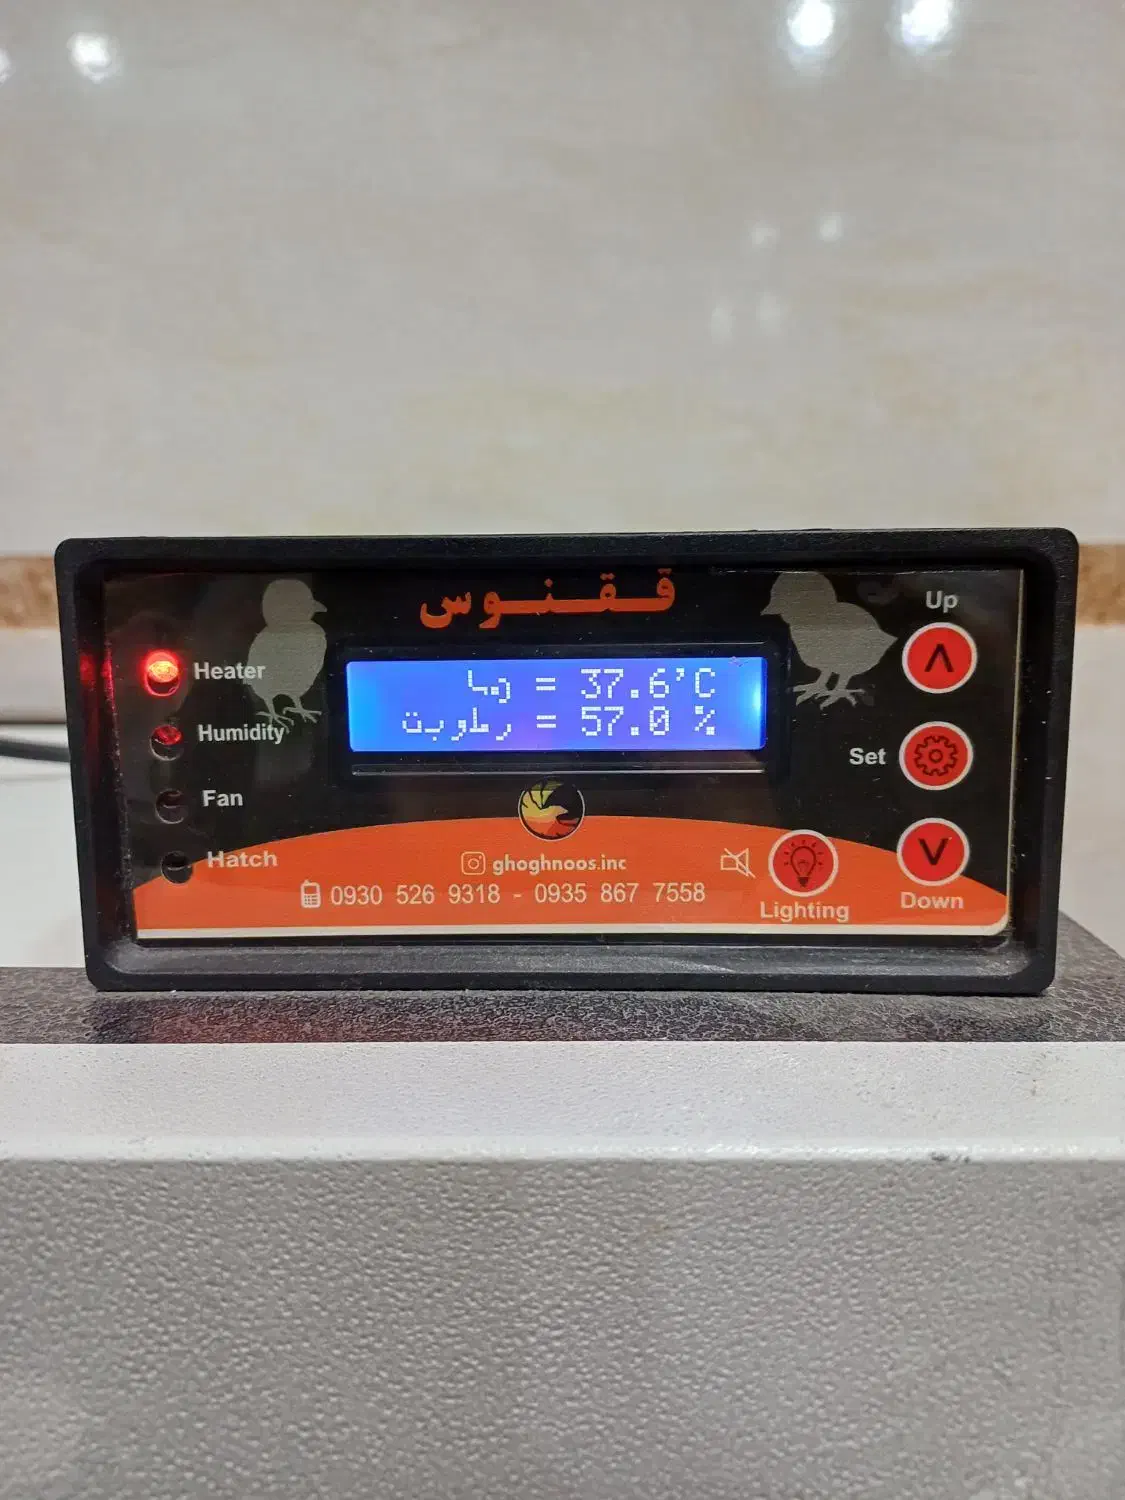 ققنوس
دما = 37.6'C
رطوبت = 57.0 %
Heater
Humidity
Fan
Hatch
Up
Set
Down
Lighting
ghoghnoos.inc
0930 526 9318 - 0935 867 7558